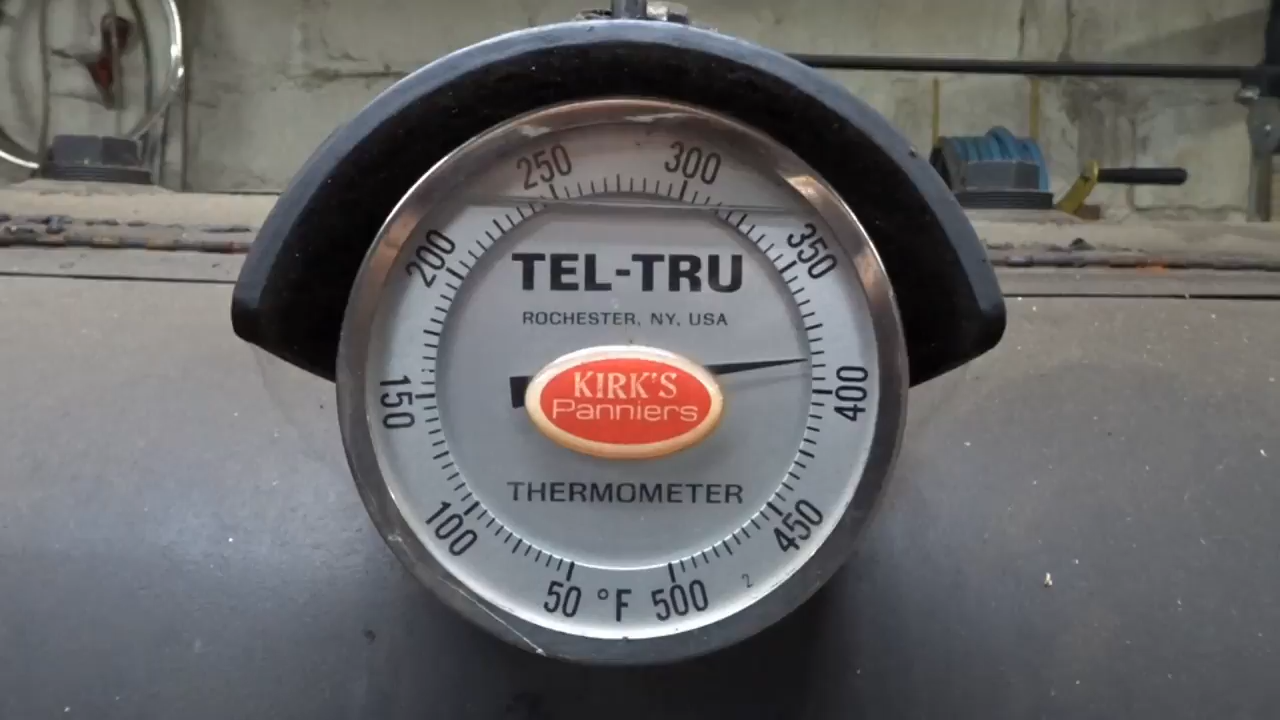 250 300
200 350
TEL-TRU
ROCHESTER, NY, USA
150 400
KIRK'S
Panniers
THERMOMETER
100 450
50 °F 500 2